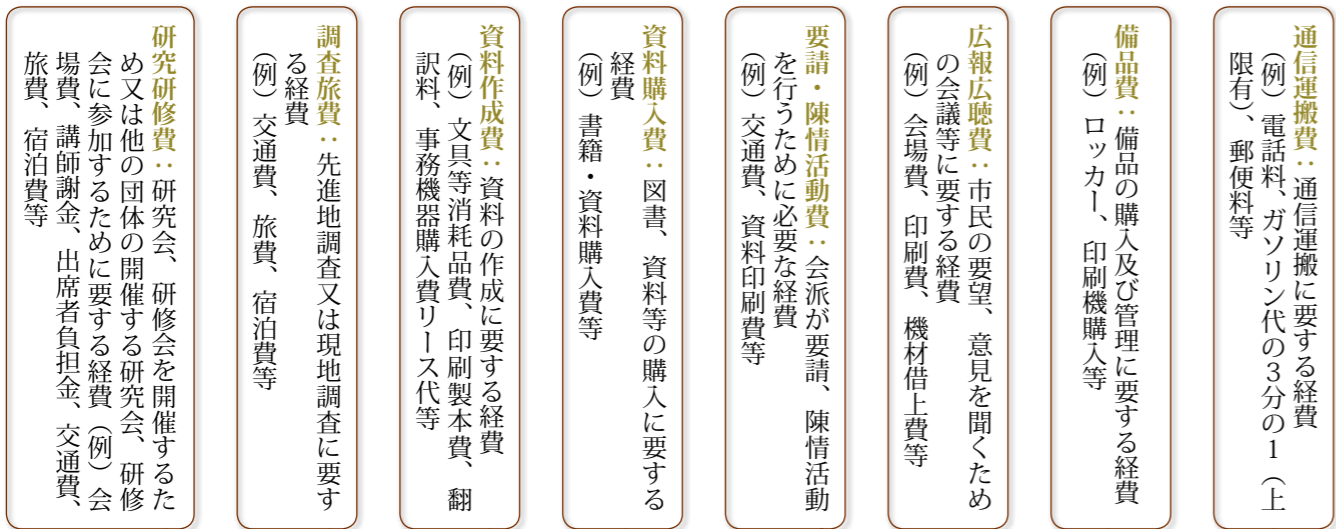 通信運搬費：通信運搬に要する経費
（例）電話料、ガソリン代の３分の１（上
限有）、郵便料等
備品費：備品の購入及び管理に要する経費
（例）ロッカー、印刷機購入等
広報広聴費：市民の要望、意見を聞くため
の会議等に要する経費
（例）会場費、印刷費、機材借上費等
要請・陳情活動費：会派が要請、陳情活動
を行うために必要な経費
（例）交通費、資料印刷費等
資料購入費：図書、資料等の購入に要する
経費
（例）書籍・資料購入費等
資料作成費：資料の作成に要する経費
（例）文具等消耗品費、印刷製本費、翻
訳料、事務機器購入費リース代等
調査旅費：先進地調査又は現地調査に要す
る経費
（例）交通費、旅費、宿泊費等
研究研修費：研究会、研修会を開催するた
め又は他の団体の開催する研究会、研修
会に参加するために要する経費（例）会
場費、講師謝金、出席者負担金、交通費、
旅費、宿泊費等